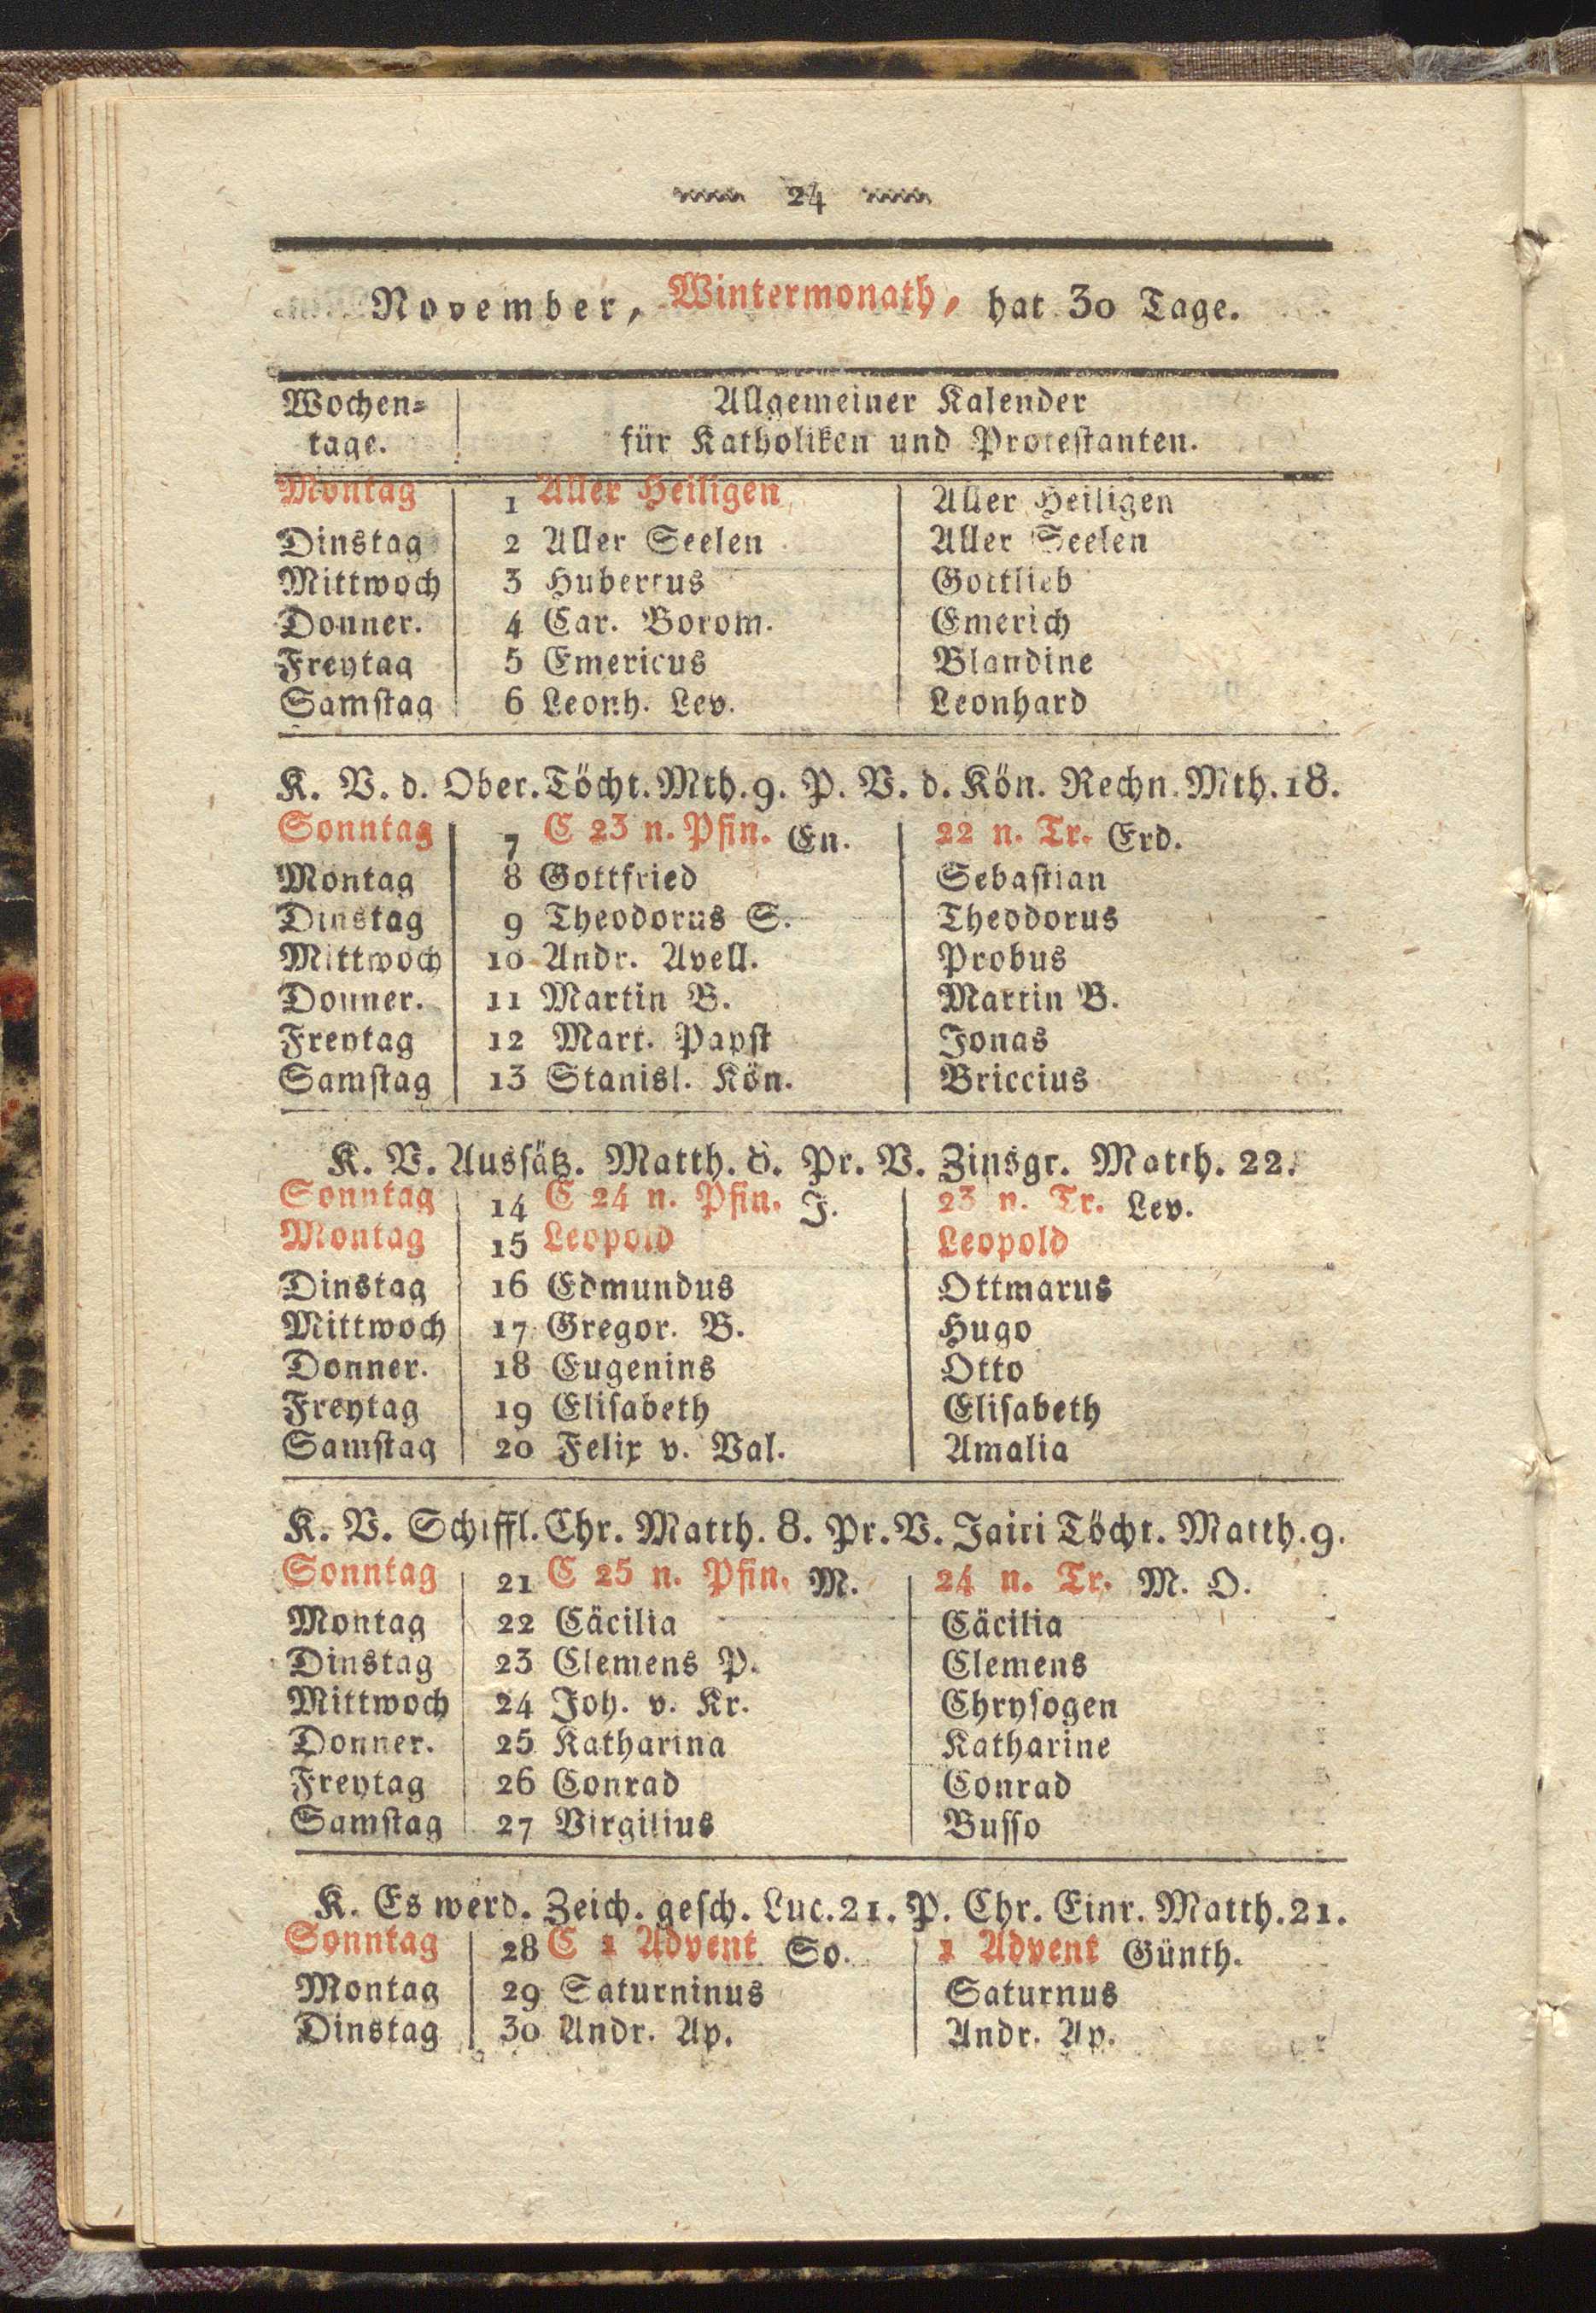 24
November, Wintermonath, hat 30 Tage.
Wochen= Allgemeiner Kalender
tage. für Katholiken und Protestanten.
Montag 1 Aller Heiligen Aller Heiligen
Dinstag 2 Aller Seelen Aller Seelen
Mittwoch 3 Hubertus Gottlieb
Donner. 4 Car. Borom. Emerich
Freytag 5 Emericus Blandine
Samſtag 6 Leonh. Lev. Leonhard
K. V. d. Ober. Töcht. Mth. 9. P. V. d. Kön. Rechn. Mth. 18.
Sonntag 7 C 23 n. Pfin. En. 22 n. Tr. Erd.
Montag 8 Gottfried Sebaſtian
Dinstag 9 Theodorus S. Theodorus
Mittwoch 10 Andr. Avell. Probus
Donner. 11 Martin B. Martin B.
Freytag 12 Mart. Papſt Jonas
Samſtag 13 Stanisl. Kön. Briccius
K. V. Ausſätz. Matth. 8. Pr. V. Zinsgr. Matth. 22.
Sonntag 14 C 24 n. Pfin. J. 23 n. Tr. Lev.
Montag 15 Leopold Leopold
Dinstag 16 Edmundus Ottmarus
Mittwoch 17 Gregor. B. Hugo
Donner. 18 Eugenins Otto
Freytag 19 Eliſabeth Eliſabeth
Samſtag 20 Felix v. Val. Amalia
K. V. Schiffl. Chr. Matth. 8. Pr. V. Jairi Töcht. Matth. 9.
Sonntag 21 C 25 n. Pfin. M. 24 n. Tr. M. O.
Montag 22 Cäcilia Cäcilia
Dinstag 23 Clemens P. Clemens
Mittwoch 24 Joh. v. Kr. Chryſogen
Donner. 25 Katharina Katharine
Freytag 26 Conrad Conrad
Samſtag 27 Virgilius Buſſo
K. Es werd. Zeich. geſch. Luc. 21. P. Chr. Einr. Matth. 21.
Sonntag 28 C 1 Advent So. 1 Advent Günth.
Montag 29 Saturninus Saturnus
Dinstag 30 Andr. Ap. Andr. Ap.